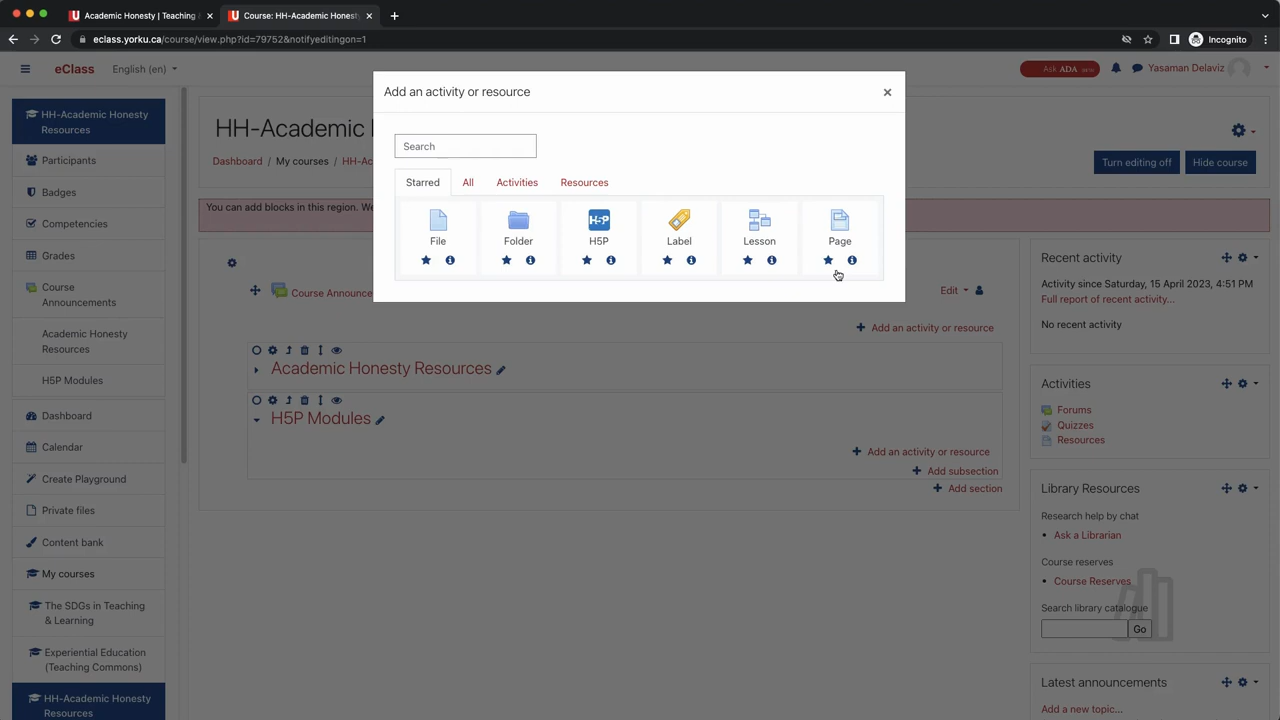 Academic Honesty | Teaching
Course: HH-Academic Honesty
eclass.yorku.ca/course/view.php?id=79752&notifyeditingon=1
Incognito
eClass
English (en)
Ask ADA
Yasaman Delaviz
HH-Academic Honesty
Resources
Participants
Badges
Competencies
Grades
Course
Announcements
Academic Honesty
Resources
H5P Modules
Dashboard
Calendar
Create Playground
Private files
Content bank
My courses
The SDGs in Teaching
& Learning
Experiential Education
(Teaching Commons)
HH-Academic Honesty
Resources
HH-Academic
Dashboard / My courses / HH-Ac
Turn editing off
Hide course
You can add blocks in this region. We
Add an activity or resource
Search
Starred
All
Activities
Resources
File
Folder
H5P
H5P
Label
Lesson
Page
Course Announce
Edit
Add an activity or resource
Academic Honesty Resources
H5P Modules
Add an activity or resource
Add subsection
Add section
Recent activity
Activity since Saturday, 15 April 2023, 4:51 PM
Full report of recent activity...
No recent activity
Activities
Forums
Quizzes
Resources
Library Resources
Research help by chat
Ask a Librarian
Course reserves
Course Reserves
Search library catalogue
Go
Latest announcements
Add a new topic...